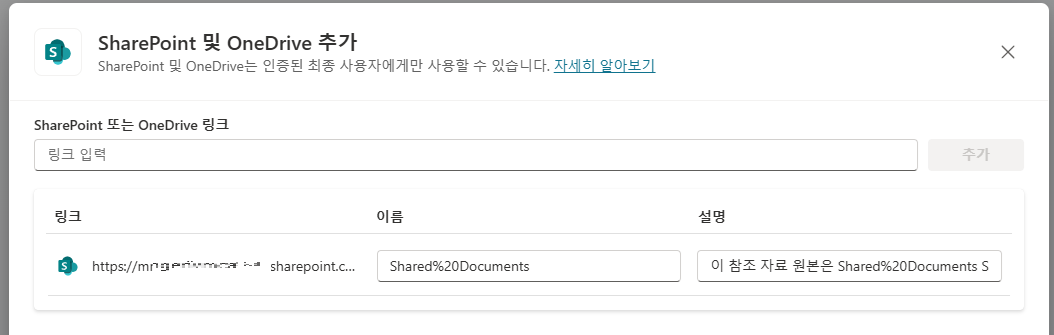 SharePoint 및 OneDrive 추가
SharePoint 및 OneDrive는 인증된 최종 사용자에게만 사용할 수 있습니다. 자세히 알아보기
SharePoint 또는 OneDrive 링크
링크 입력 추가
링크 이름 설명
https:// sharepoint.c... Shared%20Documents 이 참조 자료 원본은 Shared%20Documents S